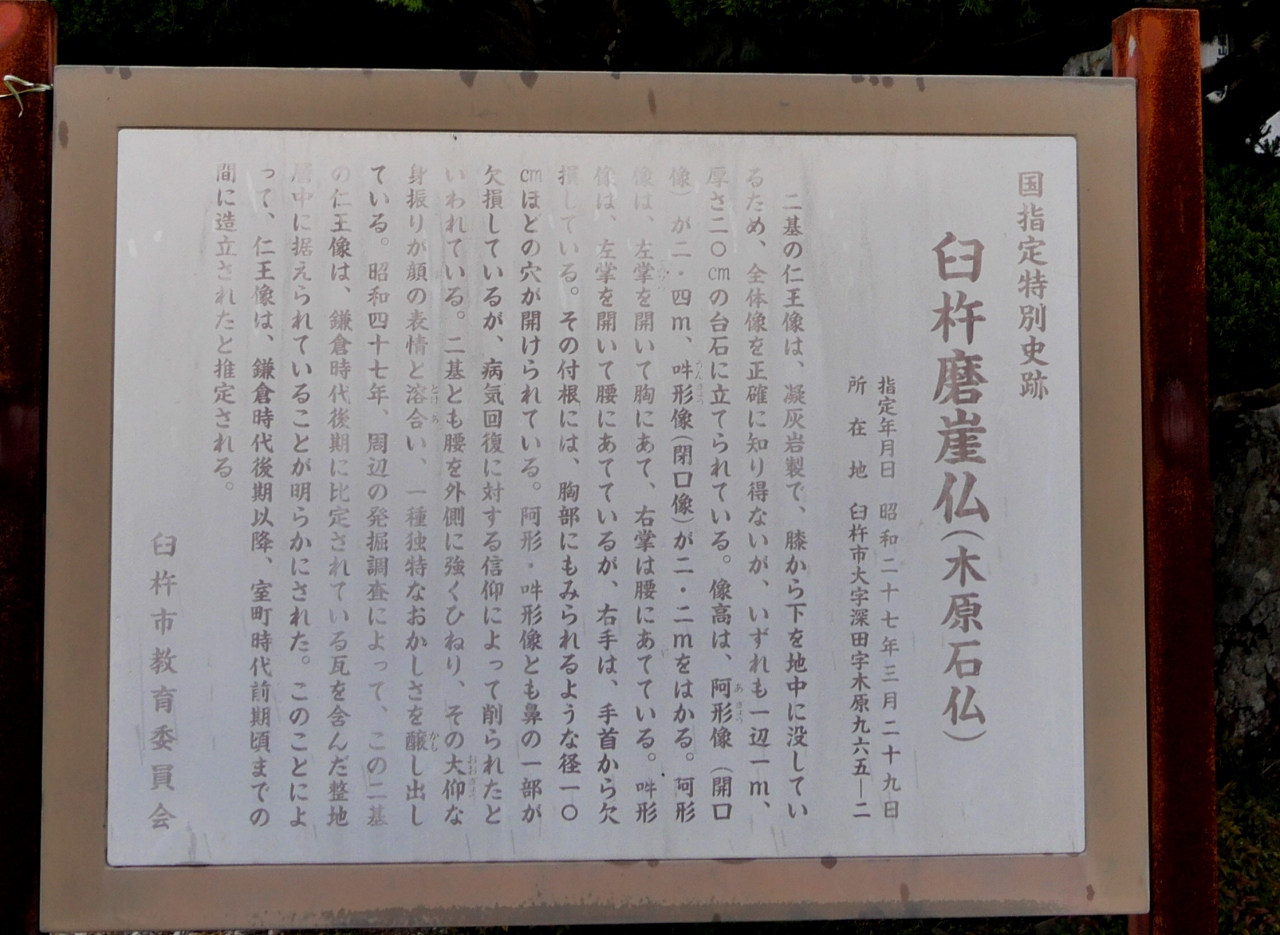 国指定特別史跡
臼杵磨崖仏(木原石仏)
指定年月日 昭和二十七年三月二十九日
所在地 臼杵市大字深田字木原九六五―二
二基の仁王像は、凝灰岩製で、膝から下を地中に没してい
るため、全体像を正確に知り得ないが、いずれも一辺一m、
厚さ二〇cmの台石に立てられている。像高は、阿形像(開口
像)が二・四m、吽形像(閉口像)が二・二mをはかる。阿形
像は、左掌を開いて胸にあて、右掌は腰にあてている。吽形
像は、左掌を開いて腰にあてているが、右手は、手首から欠
損している。その付根には、胸部にもみられるような径一〇
cmほどの穴が開けられている。阿形・吽形像とも鼻の一部が
欠損しているが、病気回復に対する信仰によって削られたと
いわれている。二基とも腰を外側に強くひねり、その大仰な
身振りが顔の表情と溶合い、一種独特なおかしさを醸し出し
ている。昭和四十七年、周辺の発掘調査によって、この二基
の仁王像は、鎌倉時代後期に比定されている瓦を含んだ整地
層中に据えられていることが明らかにされた。このことによ
って、仁王像は、鎌倉時代後期以降、室町時代前期頃までの
間に造立されたと推定される。
臼杵市教育委員会